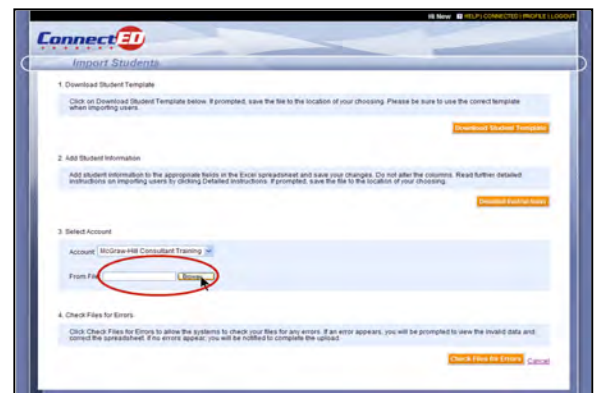 Hi New HELP | CONNECTED | PROFILE | LOGOUT
ConnectED
Import Students
1. Download Student Template
Click on Download Student Template below. If prompted, save the file to the location of your choosing. Please be sure to use the correct template
when importing users.
Download Student Template
2. Add Student Information
Add student information to the appropriate fields in the Excel spreadsheet and save your changes. Do not alter the columns. Read further detailed
instructions on importing users by clicking Detailed Instructions. If prompted, save the file to the location of your choosing.
Detailed Instructions
3. Select Account
Account McGraw-Hill Consultant Training
From File Browse
4. Check Files for Errors
Click Check Files for Errors to allow the systems to check your files for any errors. If an error appears, you will be prompted to view the invalid data and
correct the spreadsheet. If no errors appear, you will be notified to complete the upload.
Check Files for Errors Cancel